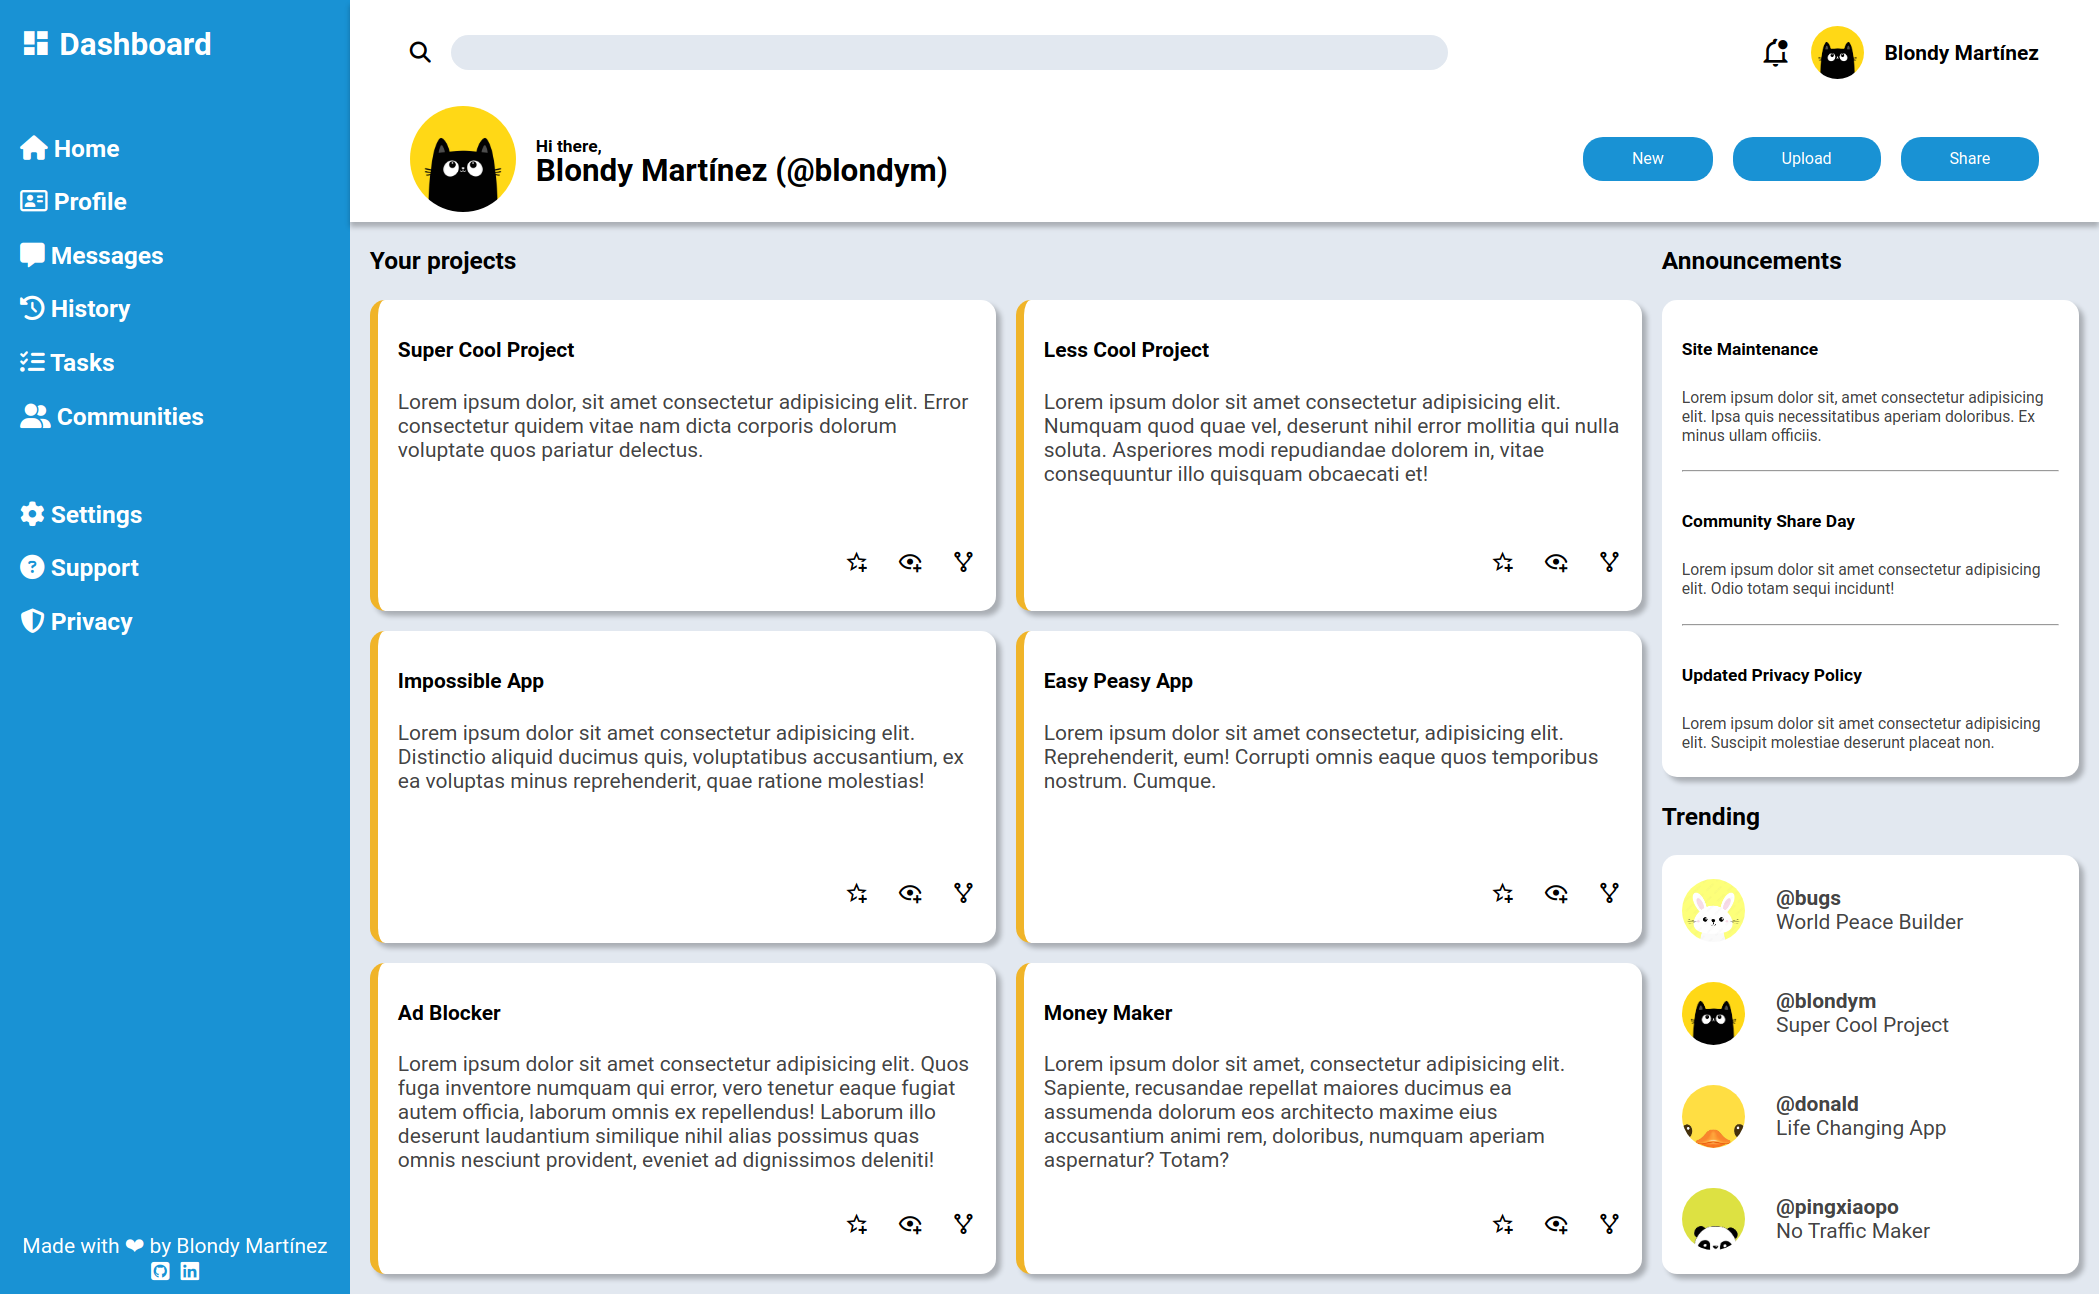 Dashboard
Home
Profile
Messages
History
Tasks
Communities
Settings
Support
Privacy
Made with ❤ by Blondy Martínez
Blondy Martínez
Hi there,
Blondy Martínez (@blondym)
New
Upload
Share
Your projects
Super Cool Project
Lorem ipsum dolor, sit amet consectetur adipisicing elit. Error
consectetur quidem vitae nam dicta corporis dolorum
voluptate quos pariatur delectus.
Less Cool Project
Lorem ipsum dolor sit amet consectetur adipisicing elit.
Numquam quod quae vel, deserunt nihil error mollitia qui nulla
soluta. Asperiores modi repudiandae dolorem in, vitae
consequuntur illo quisquam obcaecati et!
Impossible App
Lorem ipsum dolor sit amet consectetur adipisicing elit.
Distinctio aliquid ducimus quis, voluptatibus accusantium, ex
ea voluptas minus reprehenderit, quae ratione molestias!
Easy Peasy App
Lorem ipsum dolor sit amet consectetur, adipisicing elit.
Reprehenderit, eum! Corrupti omnis eaque quos temporibus
nostrum. Cumque.
Ad Blocker
Lorem ipsum dolor sit amet consectetur adipisicing elit. Quos
fuga inventore numquam qui error, vero tenetur eaque fugiat
autem officia, laborum omnis ex repellendus! Laborum illo
deserunt laudantium similique nihil alias possimus quas
omnis nesciunt provident, eveniet ad dignissimos deleniti!
Money Maker
Lorem ipsum dolor sit amet, consectetur adipisicing elit.
Sapiente, recusandae repellat maiores ducimus ea
assumenda dolorum eos architecto maxime eius
accusantium animi rem, doloribus, numquam aperiam
aspernatur? Totam?
Announcements
Site Maintenance
Lorem ipsum dolor sit, amet consectetur adipisicing
elit. Ipsa quis necessitatibus aperiam doloribus. Ex
minus ullam officiis.
Community Share Day
Lorem ipsum dolor sit amet consectetur adipisicing
elit. Odio totam sequi incidunt!
Updated Privacy Policy
Lorem ipsum dolor sit amet consectetur adipisicing
elit. Suscipit molestiae deserunt placeat non.
Trending
@bugs
World Peace Builder
@blondym
Super Cool Project
@donald
Life Changing App
@pingxiaopo
No Traffic Maker